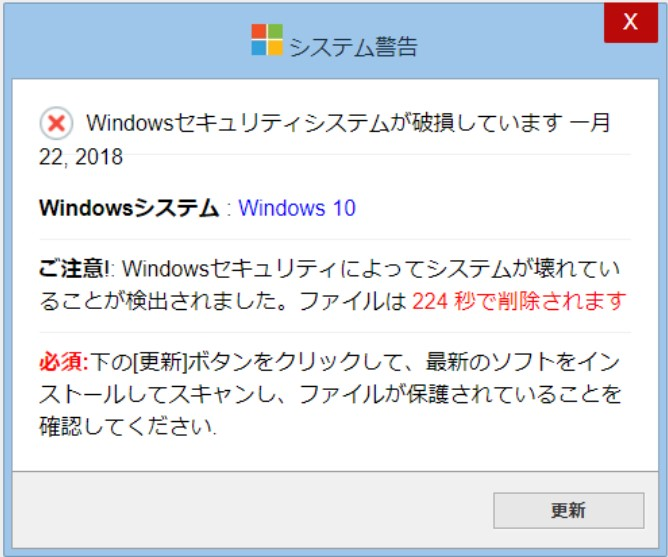 X
システム警告
Windowsセキュリティシステムが破損しています 一月
22, 2018
Windowsシステム : Windows 10
ご注意!: Windowsセキュリティによってシステムが壊れてい
ることが検出されました。ファイルは 224 秒で削除されます
必須:下の[更新]ボタンをクリックして、最新のソフトをイン
ストールしてスキャンし、ファイルが保護されていることを
確認してください.
更新